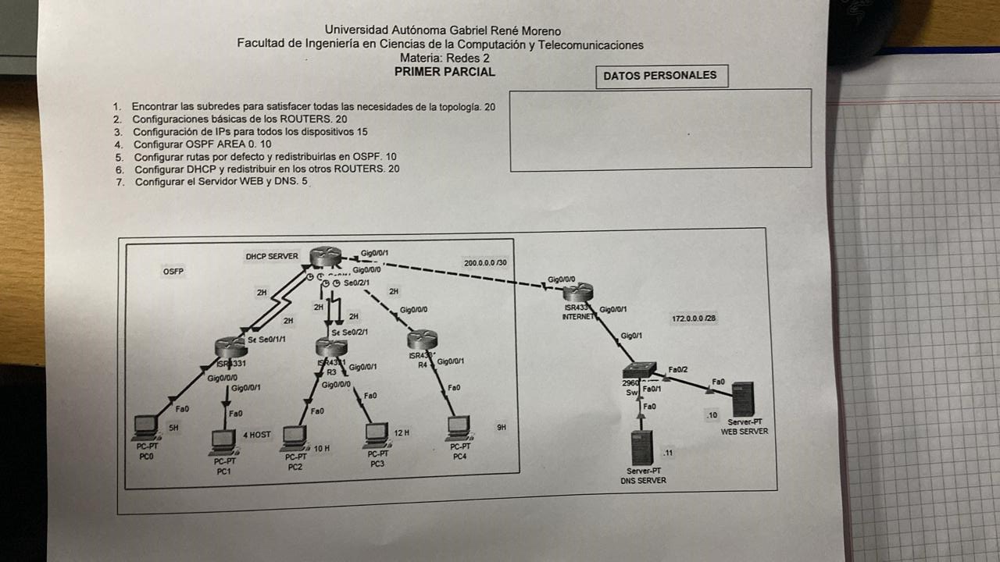 Universidad Autónoma Gabriel René Moreno
Facultad de Ingeniería en Ciencias de la Computación y Telecomunicaciones
Materia: Redes 2
PRIMER PARCIAL
DATOS PERSONALES
1. Encontrar las subredes para satisfacer todas las necesidades de la topología. 20
2. Configuraciones básicas de los ROUTERS. 20
3. Configuración de IPs para todos los dispositivos 15
4. Configurar OSPF AREA 0. 10
5. Configurar rutas por defecto y redistribuirlas en OSPF. 10
6. Configurar DHCP y redistribuir en los otros ROUTERS. 20
7. Configurar el Servidor WEB y DNS. 5
DHCP SERVER
Gig0/0/1
OSFP
Gig0/0/0
200.0.0.0 /30
Se0/2/1
Gig0/0/0
2H
2H
2H
2H
2H
Gig0/0/0
ISR433
INTERNET
Gig0/0/1
172.0.0.0 /28
Se Se0/1/1
Se Se0/2/1
Gig0/1
ISR4331
ISR4331
R3
ISR433
R4
Gig0/0/1
Gig0/0/1
Gig0/0/0
Gig0/0/1
Gig0/0/0
2960
Sw
Fa0/1
Fa0/2
Fa0
Fa0
Fa0
Fa0
Fa0
Fa0
Fa0
5H
4 HOST
10 H
12 H
9H
.10
Server-PT
WEB SERVER
PC-PT
PC0
PC-PT
PC1
PC-PT
PC2
PC-PT
PC3
PC-PT
PC4
.11
Server-PT
DNS SERVER